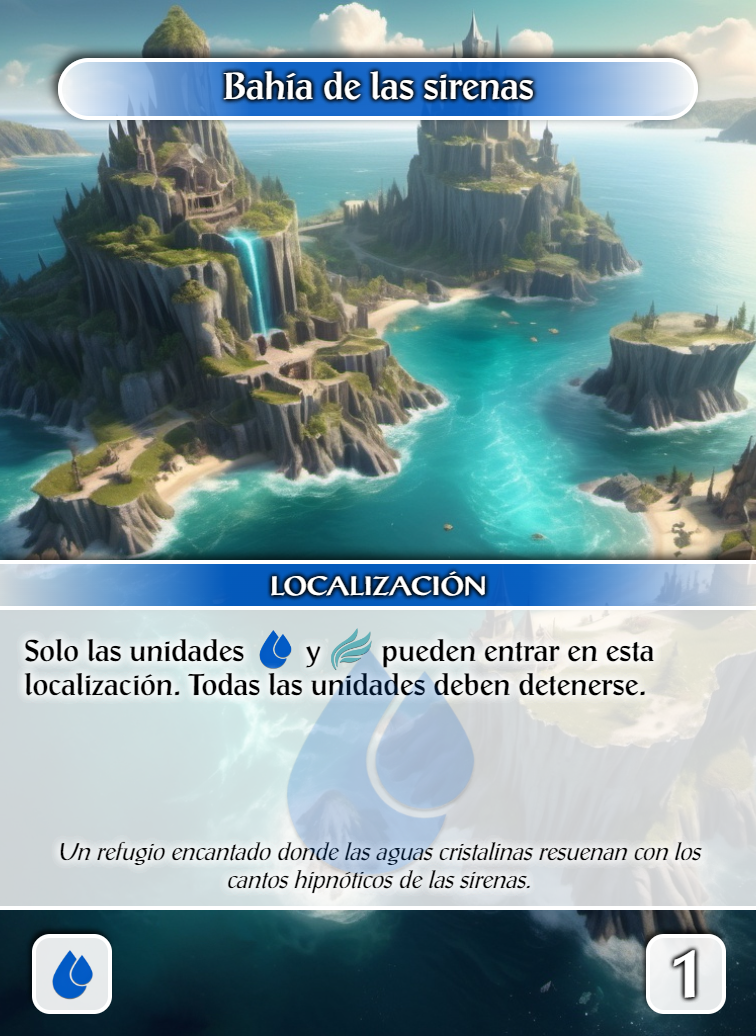 Bahía de las sirenas
LOCALIZACIÓN
Solo las unidades y pueden entrar en esta
localización. Todas las unidades deben detenerse.
Un refugio encantado donde las aguas cristalinas resuenan con los
cantos hipnóticos de las sirenas.
1